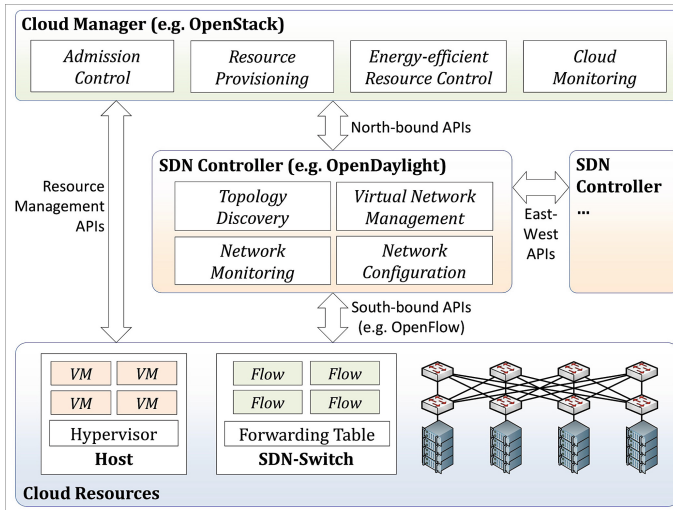 Cloud Manager (e.g. OpenStack)
Admission
Control
Resource
Provisioning
Energy-efficient
Resource Control
Cloud
Monitoring
North-bound APIs
Resource
Management
APIs
SDN Controller (e.g. OpenDaylight)
Topology
Discovery
Virtual Network
Management
Network
Monitoring
Network
Configuration
East-
West
APIs
SDN
Controller
...
South-bound APIs
(e.g. OpenFlow)
VM
VM
VM
VM
Hypervisor
Host
Flow
Flow
Flow
Flow
Forwarding Table
SDN-Switch
Cloud Resources